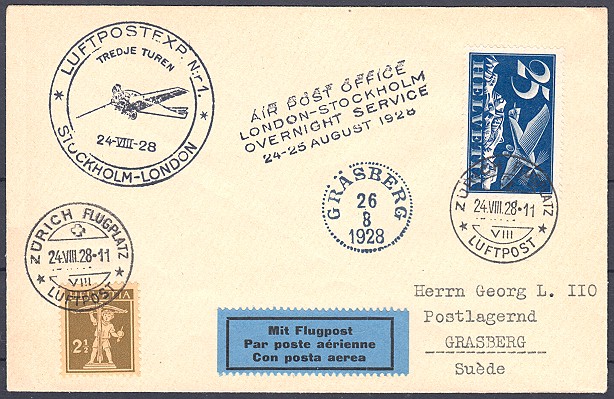 LUFTPOSTEXP. Nr 1.
TREDJE TUREN
24-VIII-28
* STOCKHOLM-LONDON *
AIR POST OFFICE
LONDON-STOCKHOLM
OVERNIGHT SERVICE
24-25 AUGUST 1928
25
HELVETIA
ZÜRICH FLUGPLATZ
24.VIII.28-11
VIII
* LUFTPOST *
GRÄSBERG
26
8
1928
ZÜRICH FLUGPLATZ
24.VIII.28-11
VIII
* LUFTPOST *
HELVETIA
2½
Mit Flugpost
Par poste aérienne
Con posta aerea
Herrn Georg L. IIO
Postlagernd
GRASBERG
Suède